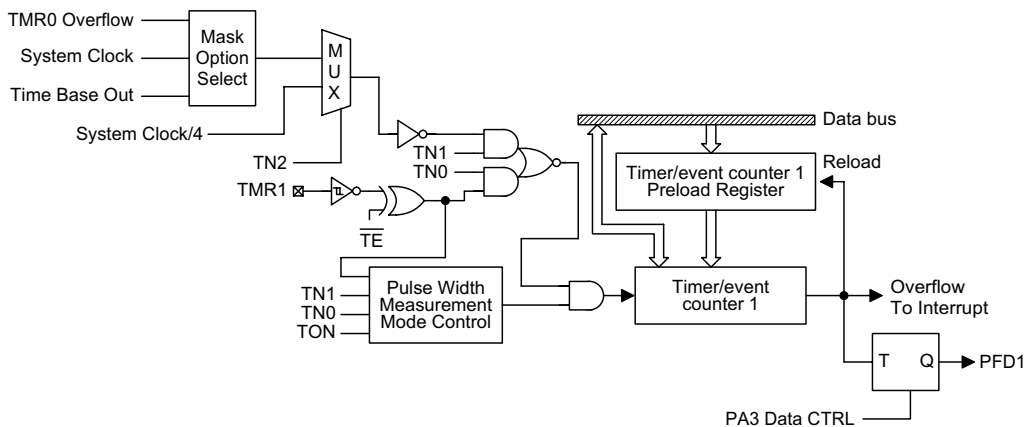 TMR0 Overflow
System Clock
Time Base Out
Mask
Option
Select
M
U
X
System Clock/4
TN2
TN1
TN0
TMR1
TE
Data bus
Timer/event counter 1
Preload Register
Reload
TN1
TN0
TON
Pulse Width
Measurement
Mode Control
Timer/event
counter 1
Overflow
To Interrupt
T
Q
PFD1
PA3 Data CTRL